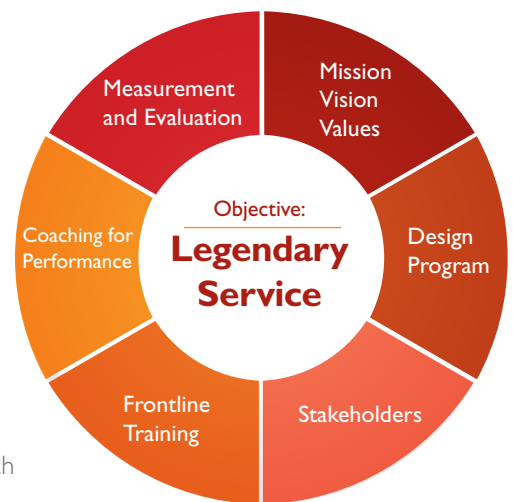 Measurement
and Evaluation
Mission
Vision
Values
Coaching for
Performance
Objective:
Legendary
Service
Design
Program
Frontline
Training
Stakeholders